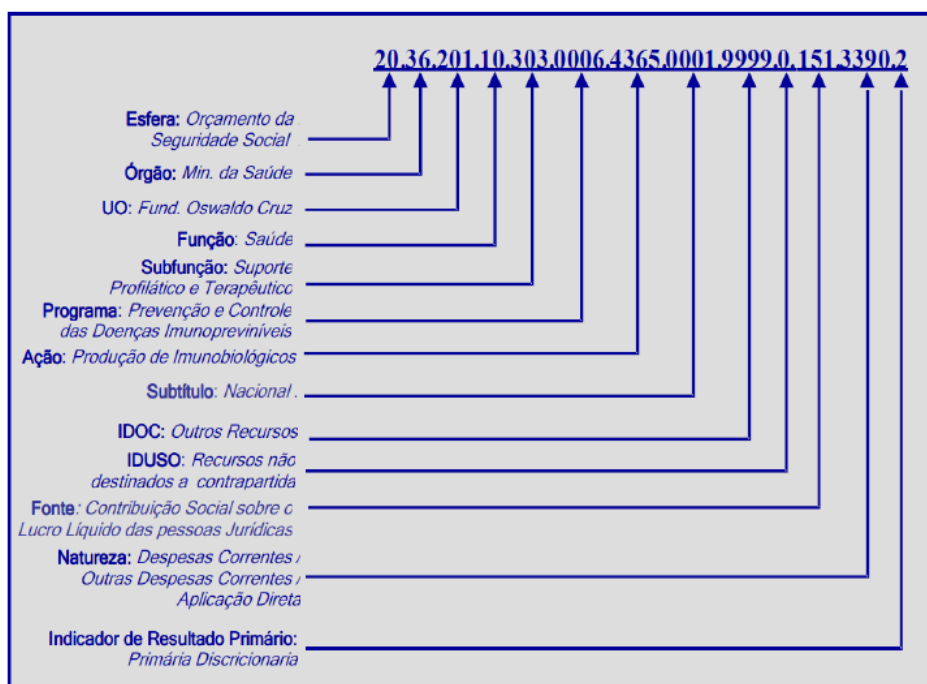 20.36.201.10.303.0006.4365.0001.9999.0.151.3390.2
Esfera: Orçamento da
Seguridade Social
Órgão: Min. da Saúde
UO: Fund. Oswaldo Cruz
Função: Saúde
Subfunção: Suporte
Profilático e Terapêutico
Programa: Prevenção e Controle
das Doenças Imunopreviníveis
Ação: Produção de Imunobiológicos
Subtítulo: Nacional .
IDOC: Outros Recursos
IDUSO: Recursos não
destinados a contrapartida
Fonte: Contribuição Social sobre o
Lucro Líquido das pessoas Jurídicas
Natureza: Despesas Correntes /
Outras Despesas Correntes /
Aplicação Direta
Indicador de Resultado Primário:
Primária Discricionaria